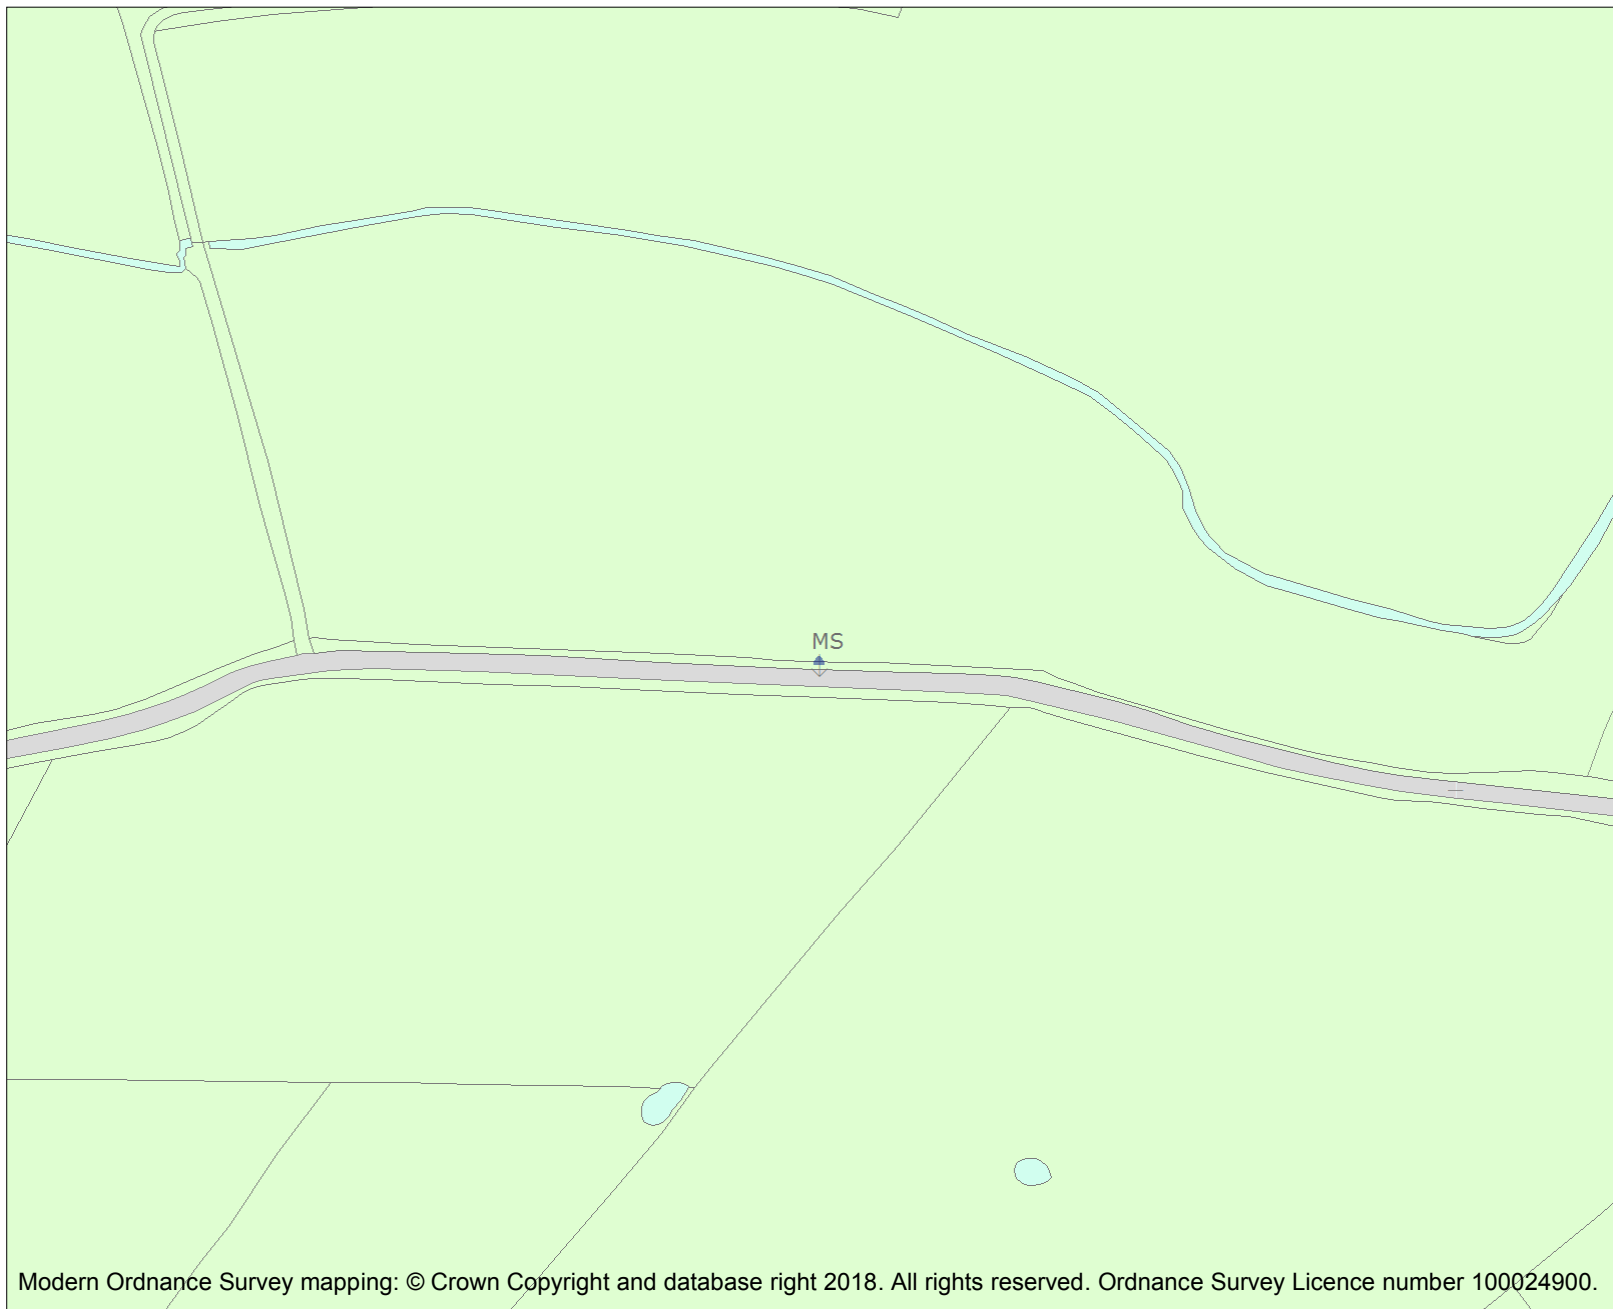 MS
Modern Ordnance Survey mapping: © Crown Copyright and database right 2018. All rights reserved. Ordnance Survey Licence number 100024900.